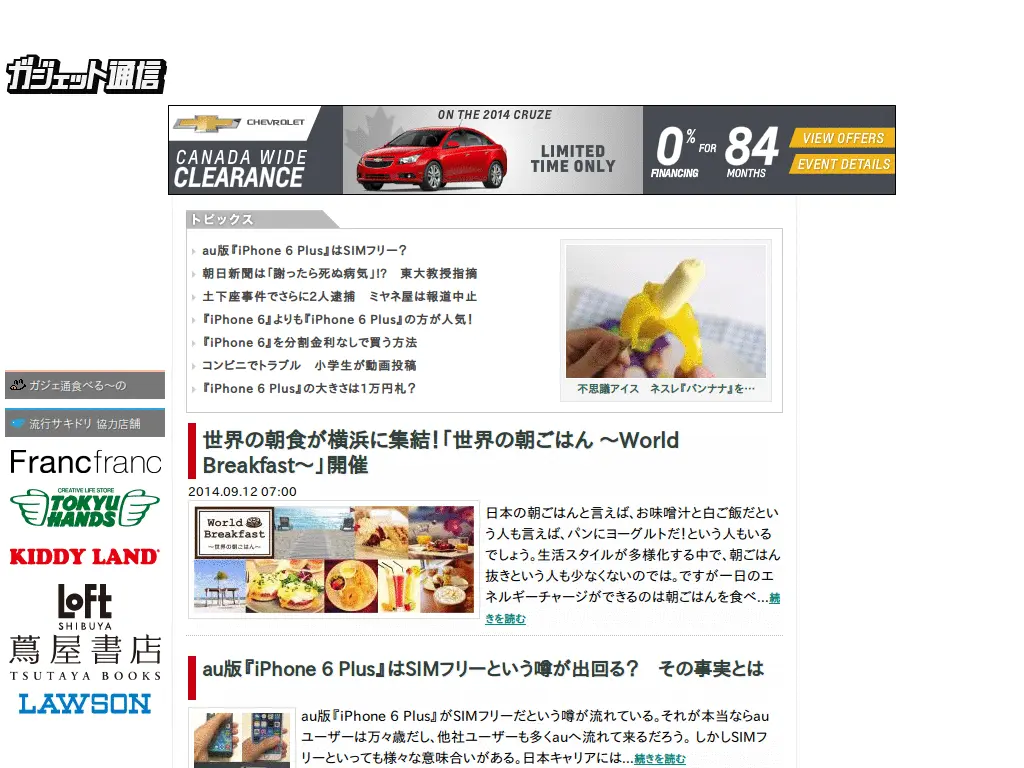 ガジェット通信
CHEVROLET
CANADA WIDE
CLEARANCE
ON THE 2014 CRUZE
LIMITED
TIME ONLY
0% FOR 84
FINANCING MONTHS
VIEW OFFERS
EVENT DETAILS
トピックス
au版『iPhone 6 Plus』はSIMフリー？
朝日新聞は「謝ったら死ぬ病気」!?　東大教授指摘
土下座事件でさらに2人逮捕　ミヤネ屋は報道中止
『iPhone 6』よりも『iPhone 6 Plus』の方が人気！
『iPhone 6』を分割金利なしで買う方法
コンビニでトラブル　小学生が動画投稿
『iPhone 6 Plus』の大きさは1万円札？
不思議アイス　ネスレ『バンナナ』を…
ガジェ通食べる〜の
流行サキドリ 協力店舗
Francfranc
CREATIVE LIFE STORE
TOKYU
HANDS
KIDDY LAND
LOFT
SHIBUYA
蔦屋書店
TSUTAYA BOOKS
LAWSON
世界の朝食が横浜に集結！「世界の朝ごはん 〜World
Breakfast〜」開催
2014.09.12 07:00
World
Breakfast
〜世界の朝ごはん〜
日本の朝ごはんと言えば、お味噌汁と白ご飯だとい
う人も言えば、パンにヨーグルトだ！という人もいる
でしょう。生活スタイルが多様化する中で、朝ごはん
抜きという人も少なくないのでは。ですが一日のエ
ネルギーチャージができるのは朝ごはんを食べ...続
きを読む
au版『iPhone 6 Plus』はSIMフリーという噂が出回る？　その事実とは
au版『iPhone 6 Plus』がSIMフリーだという噂が流れている。それが本当ならau
ユーザーは万々歳だし、他社ユーザーも多くauへ流れて来るだろう。 しかしSIMフ
リーといっても様々な意味合いがある。日本キャリアには...続きを読む